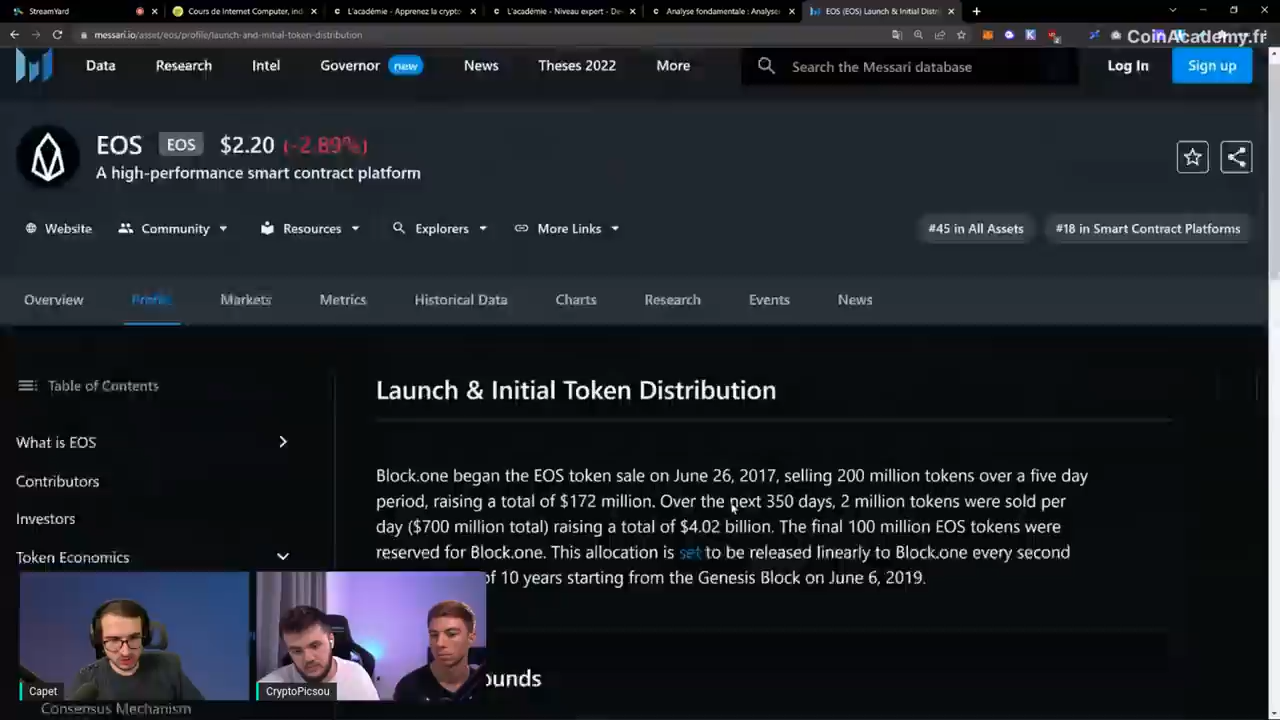 StreamYard
Cours de Internet Computer, ind
L'académie - Apprenez la crypto
L'académie - Niveau expert - De
Analyse fondamentale : Analyser
EOS (EOS) Launch & Initial Distri
messari.io/asset/eos/profile/launch-and-initial-token-distribution
CoinAcademy.fr
Data
Research
Intel
Governor
new
News
Theses 2022
More
Search the Messari database
Log In
Sign up
EOS
EOS
$2.20
(-2.89%)
A high-performance smart contract platform
Website
Community
Resources
Explorers
More Links
#45 in All Assets
#18 in Smart Contract Platforms
Overview
Profile
Markets
Metrics
Historical Data
Charts
Research
Events
News
Table of Contents
What is EOS
Contributors
Investors
Token Economics
Launch & Initial Token Distribution
Block.one began the EOS token sale on June 26, 2017, selling 200 million tokens over a five day
period, raising a total of $172 million. Over the next 350 days, 2 million tokens were sold per
day ($700 million total) raising a total of $4.02 billion. The final 100 million EOS tokens were
reserved for Block.one. This allocation is set to be released linearly to Block.one every second
of 10 years starting from the Genesis Block on June 6, 2019.
ounds
Capet
CryptoPicsou
Consensus Mechanism